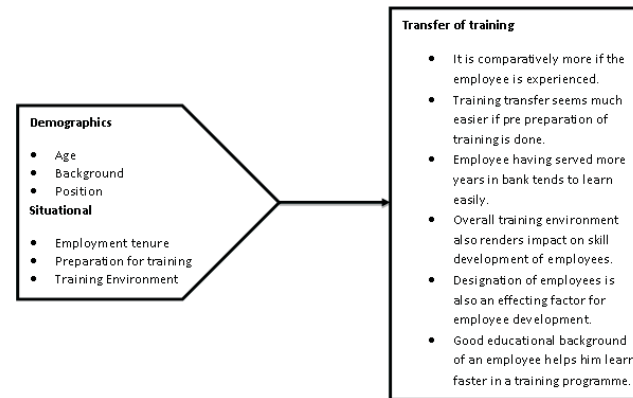 Demographics
• Age
• Background
• Position
Situational
• Employment tenure
• Preparation for training
• Training Environment
Transfer of training
• It is comparatively more if the
employee is experienced.
• Training transfer seems much
easier if pre preparation of
training is done.
• Employee having served more
years in bank tends to learn
easily.
• Overall training environment
also renders impact on skill
development of employees.
• Designation of employees is
also an effecting factor for
employee development.
• Good educational background
of an employee helps him learn
faster in a training programme.